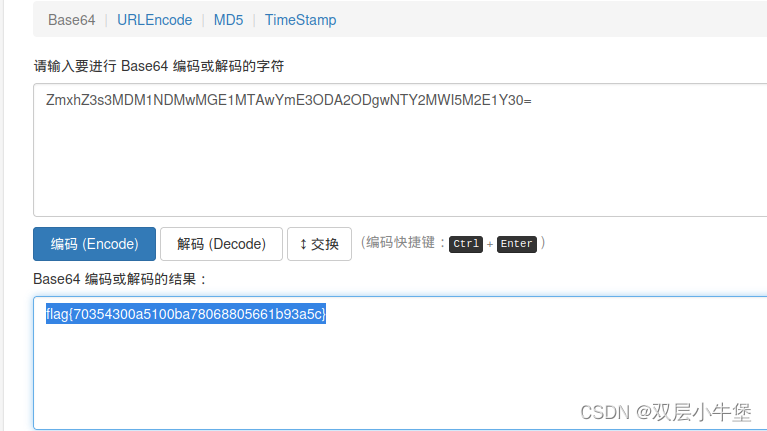 Base64 | URLEncode | MD5 | TimeStamp
请输入要进行 Base64 编码或解码的字符
ZmxhZ3s3MDM1NDMwMGE1MTAwYmE3ODA2ODgwNTY2MWI5M2E1Y30=
编码 (Encode) 解码 (Decode) ↕ 交换 (编码快捷键：Ctrl + Enter )
Base64 编码或解码的结果：
flag{70354300a5100ba78068805661b93a5c}
CSDN @双层小牛堡